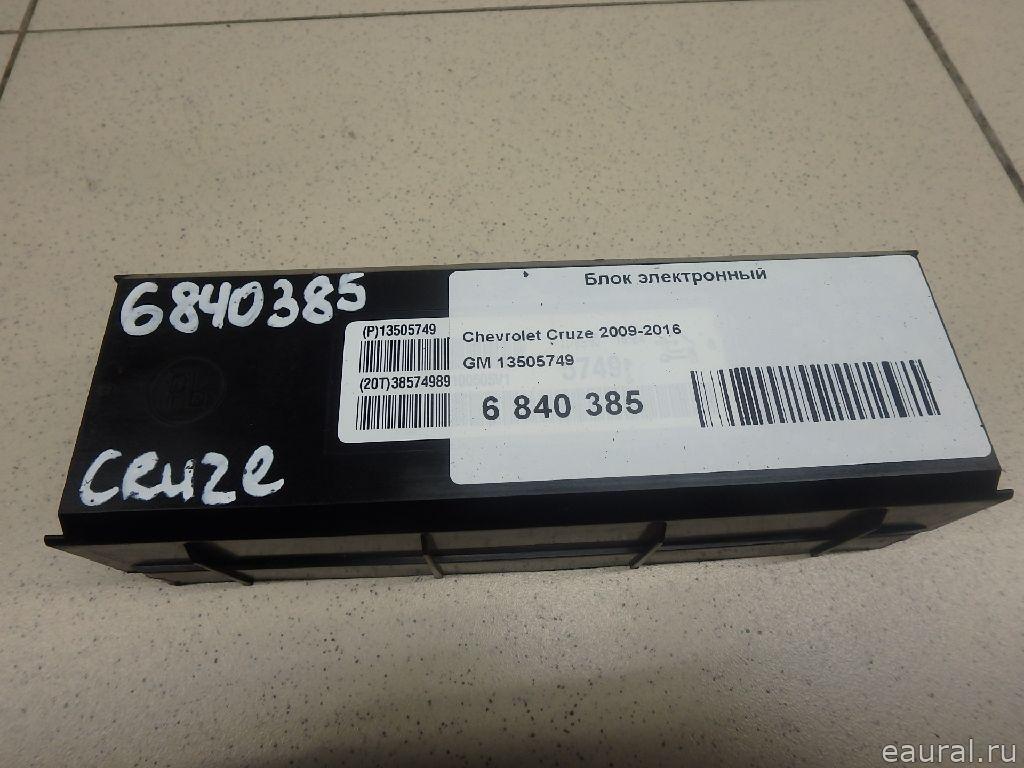 6840385
CRUZE
(P)13505749
(20T)38574989
Блок электронный
Chevrolet Cruze 2009-2016
GM 13505749
6 840 385
eaural.ru